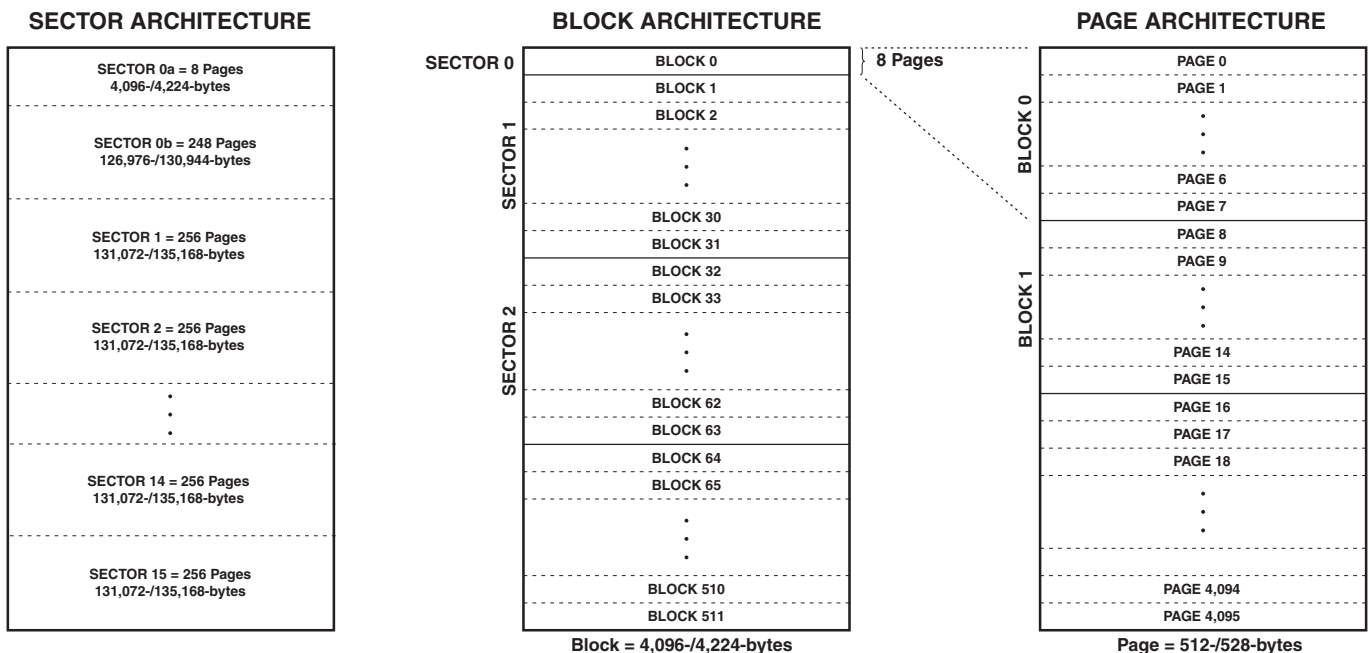 SECTOR ARCHITECTURE
SECTOR 0a = 8 Pages
4,096-/4,224-bytes
SECTOR 0b = 248 Pages
126,976-/130,944-bytes
SECTOR 1 = 256 Pages
131,072-/135,168-bytes
SECTOR 2 = 256 Pages
131,072-/135,168-bytes
SECTOR 14 = 256 Pages
131,072-/135,168-bytes
SECTOR 15 = 256 Pages
131,072-/135,168-bytes
BLOCK ARCHITECTURE
SECTOR 0
SECTOR 1
SECTOR 2
BLOCK 0
BLOCK 1
BLOCK 2
BLOCK 30
BLOCK 31
BLOCK 32
BLOCK 33
BLOCK 62
BLOCK 63
BLOCK 64
BLOCK 65
BLOCK 510
BLOCK 511
Block = 4,096-/4,224-bytes
8 Pages
PAGE ARCHITECTURE
BLOCK 0
BLOCK 1
PAGE 0
PAGE 1
PAGE 6
PAGE 7
PAGE 8
PAGE 9
PAGE 14
PAGE 15
PAGE 16
PAGE 17
PAGE 18
PAGE 4,094
PAGE 4,095
Page = 512-/528-bytes